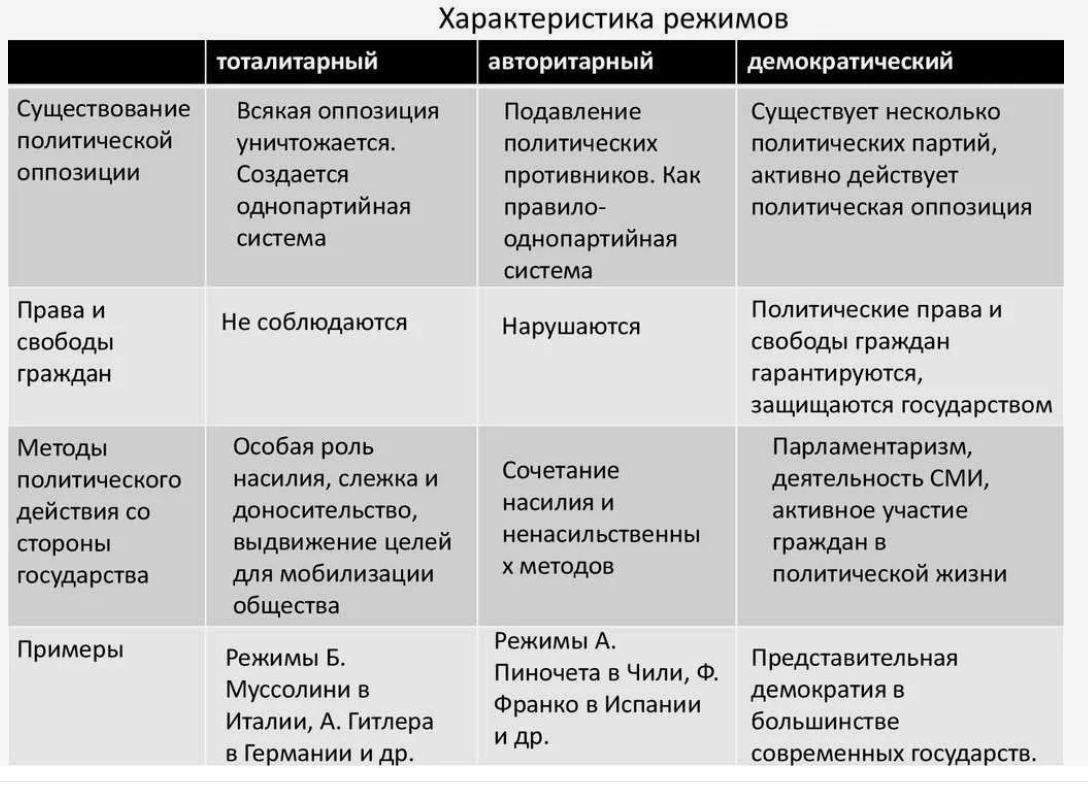 Характеристика режимов
тоталитарный
авторитарный
демократический
Существование
политической
оппозиции
Всякая оппозиция
уничтожается.
Создается
однопартийная
система
Подавление
политических
противников. Как
правило-
однопартийная
система
Существует несколько
политических партий,
активно действует
политическая оппозиция
Права и
свободы
граждан
Не соблюдаются
Нарушаются
Политические права и
свободы граждан
гарантируются,
защищаются государством
Методы
политического
действия со
стороны
государства
Особая роль
насилия, слежка и
доносительство,
выдвижение целей
для мобилизации
общества
Сочетание
насилия и
ненасильственны
х методов
Парламентаризм,
деятельность СМИ,
активное участие
граждан в
политической жизни
Примеры
Режимы Б.
Муссолини в
Италии, А. Гитлера
в Германии и др.
Режимы А.
Пиночета в Чили, Ф.
Франко в Испании
и др.
Представительная
демократия в
большинстве
современных государств.